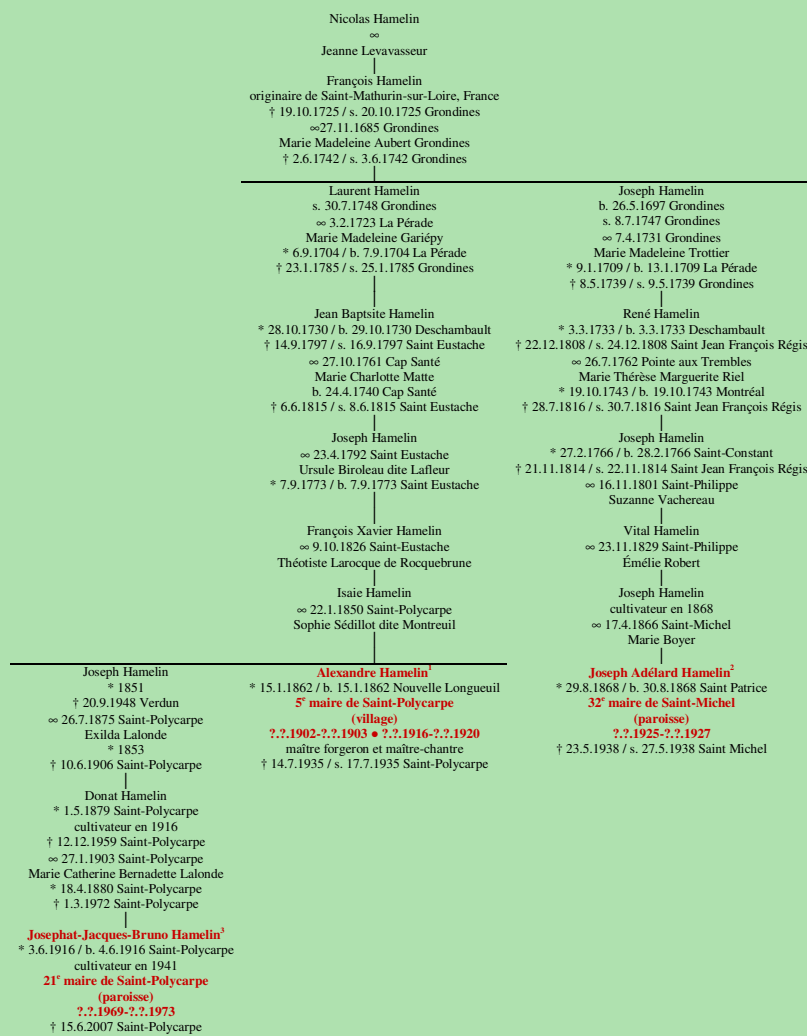 Nicolas Hamelin
∞
Jeanne Levavasseur
François Hamelin
originaire de Saint-Mathurin-sur-Loire, France
† 19.10.1725 / s. 20.10.1725 Grondines
∞27.11.1685 Grondines
Marie Madeleine Aubert Grondines
† 2.6.1742 / s. 3.6.1742 Grondines
Laurent Hamelin
s. 30.7.1748 Grondines
∞ 3.2.1723 La Pérade
Marie Madeleine Gariépy
* 6.9.1704 / b. 7.9.1704 La Pérade
† 23.1.1785 / s. 25.1.1785 Grondines
Jean Baptsite Hamelin
* 28.10.1730 / b. 29.10.1730 Deschambault
† 14.9.1797 / s. 16.9.1797 Saint Eustache
∞ 27.10.1761 Cap Santé
Marie Charlotte Matte
b. 24.4.1740 Cap Santé
† 6.6.1815 / s. 8.6.1815 Saint Eustache
Joseph Hamelin
∞ 23.4.1792 Saint Eustache
Ursule Biroleau dite Lafleur
* 7.9.1773 / b. 7.9.1773 Saint Eustache
François Xavier Hamelin
∞ 9.10.1826 Saint-Eustache
Théotiste Larocque de Rocquebrune
Isaie Hamelin
∞ 22.1.1850 Saint-Polycarpe
Sophie Sédillot dite Montreuil
Joseph Hamelin
b. 26.5.1697 Grondines
s. 8.7.1747 Grondines
∞ 7.4.1731 Grondines
Marie Madeleine Trottier
* 9.1.1709 / b. 13.1.1709 La Pérade
† 8.5.1739 / s. 9.5.1739 Grondines
René Hamelin
* 3.3.1733 / b. 3.3.1733 Deschambault
† 22.12.1808 / s. 24.12.1808 Saint Jean François Régis
∞ 26.7.1762 Pointe aux Trembles
Marie Thérèse Marguerite Riel
* 19.10.1743 / b. 19.10.1743 Montréal
† 28.7.1816 / s. 30.7.1816 Saint Jean François Régis
Joseph Hamelin
* 27.2.1766 / b. 28.2.1766 Saint-Constant
† 21.11.1814 / s. 22.11.1814 Saint Jean François Régis
∞ 16.11.1801 Saint-Philippe
Suzanne Vachereau
Vital Hamelin
∞ 23.11.1829 Saint-Philippe
Émélie Robert
Joseph Hamelin
cultivateur en 1868
∞ 17.4.1866 Saint-Michel
Marie Boyer
Joseph Hamelin
* 1851
† 20.9.1948 Verdun
∞ 26.7.1875 Saint-Polycarpe
Exilda Lalonde
* 1853
† 10.6.1906 Saint-Polycarpe
Donat Hamelin
* 1.5.1879 Saint-Polycarpe
cultivateur en 1916
† 12.12.1959 Saint-Polycarpe
∞ 27.1.1903 Saint-Polycarpe
Marie Catherine Bernadette Lalonde
* 18.4.1880 Saint-Polycarpe
† 1.3.1972 Saint-Polycarpe
Josephat-Jacques-Bruno Hamelin³
* 3.6.1916 / b. 4.6.1916 Saint-Polycarpe
cultivateur en 1941
21ᵉ maire de Saint-Polycarpe
(paroisse)
?.?.1969-?.?.1973
† 15.6.2007 Saint-Polycarpe
Alexandre Hamelin¹
* 15.1.1862 / b. 15.1.1862 Nouvelle Longueuil
5ᵉ maire de Saint-Polycarpe
(village)
?.?.1902-?.?.1903 ● ?.?.1916-?.?.1920
maître forgeron et maître-chantre
† 14.7.1935 / s. 17.7.1935 Saint-Polycarpe
Joseph Adélard Hamelin²
* 29.8.1868 / b. 30.8.1868 Saint Patrice
32ᵉ maire de Saint-Michel
(paroisse)
?.?.1925-?.?.1927
† 23.5.1938 / s. 27.5.1938 Saint Michel